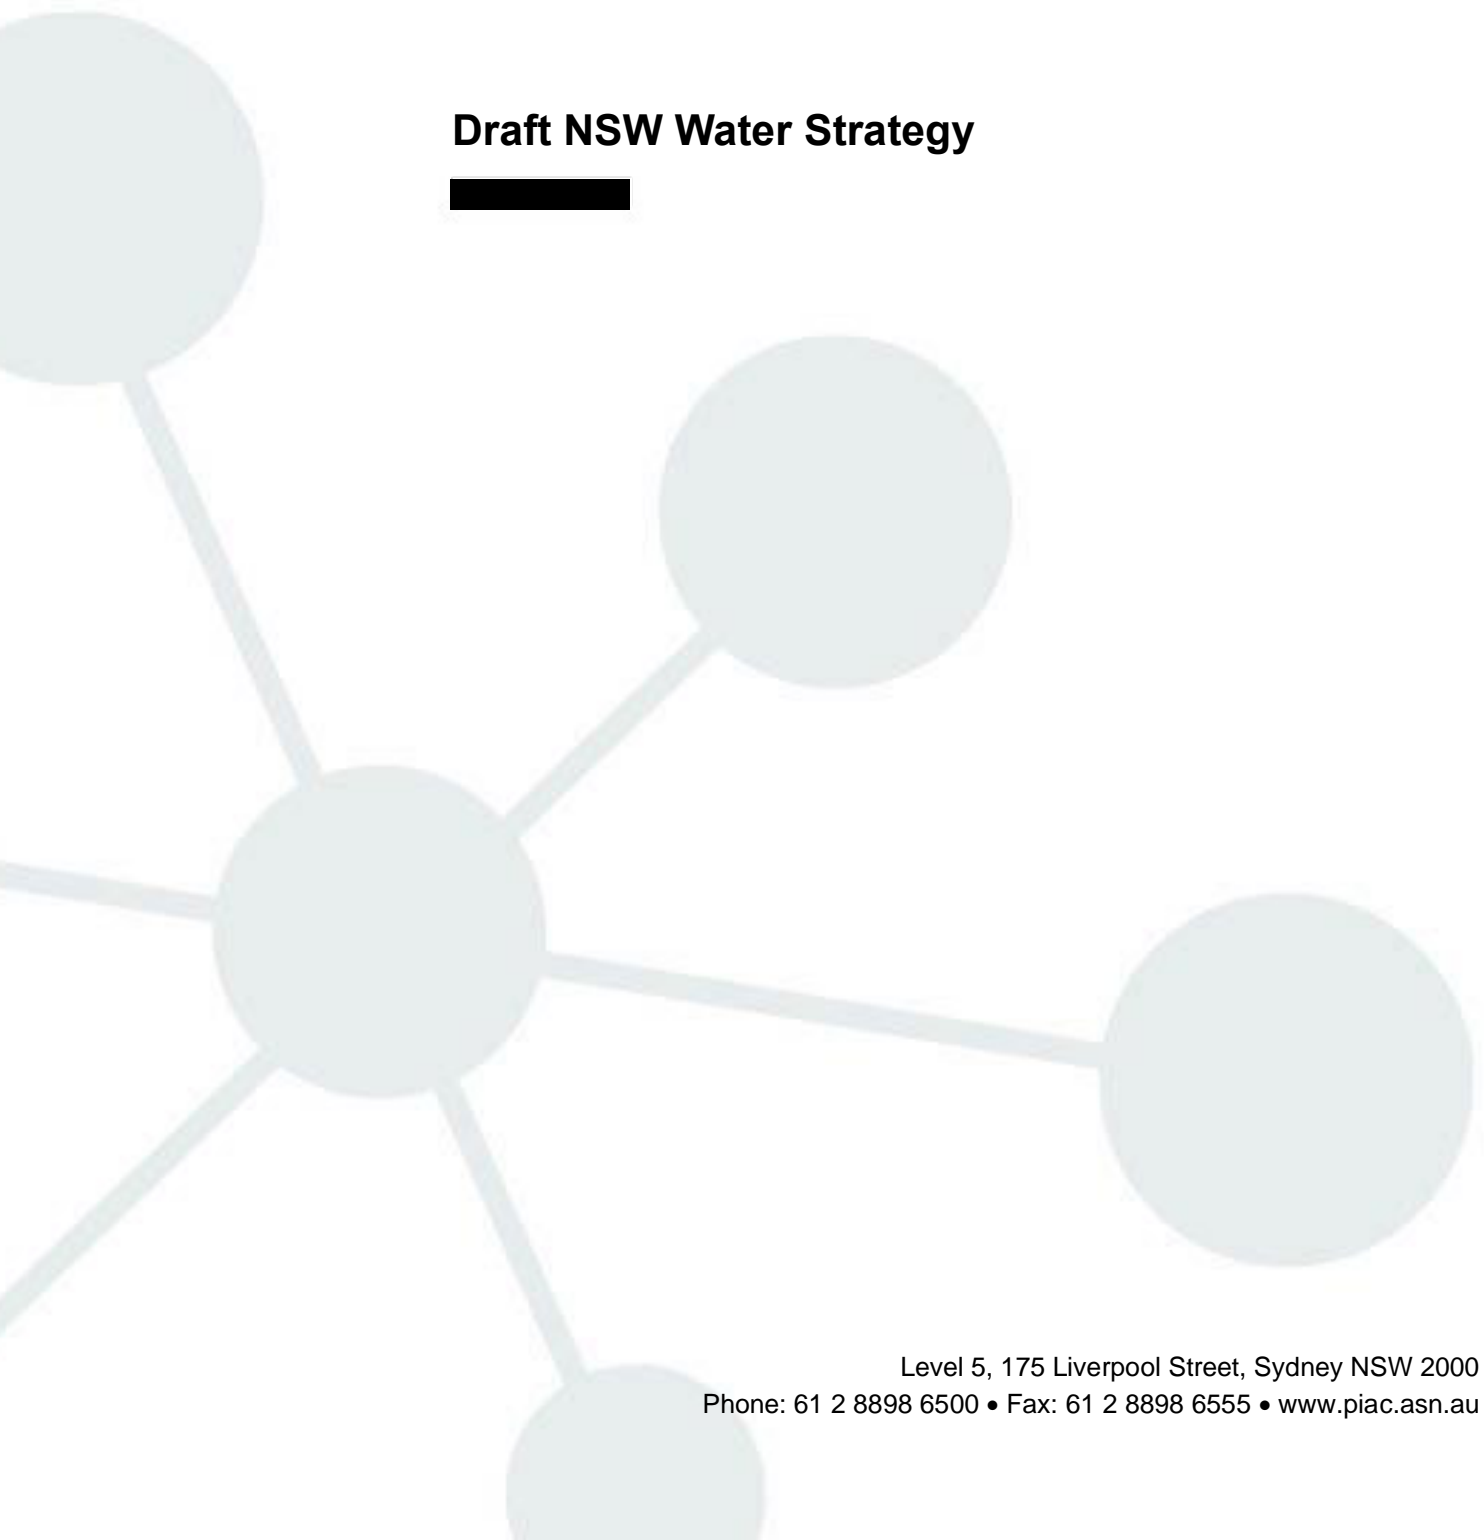 Draft NSW Water Strategy
Level 5, 175 Liverpool Street, Sydney NSW 2000
Phone: 61 2 8898 6500 • Fax: 61 2 8898 6555 • www.piac.asn.au